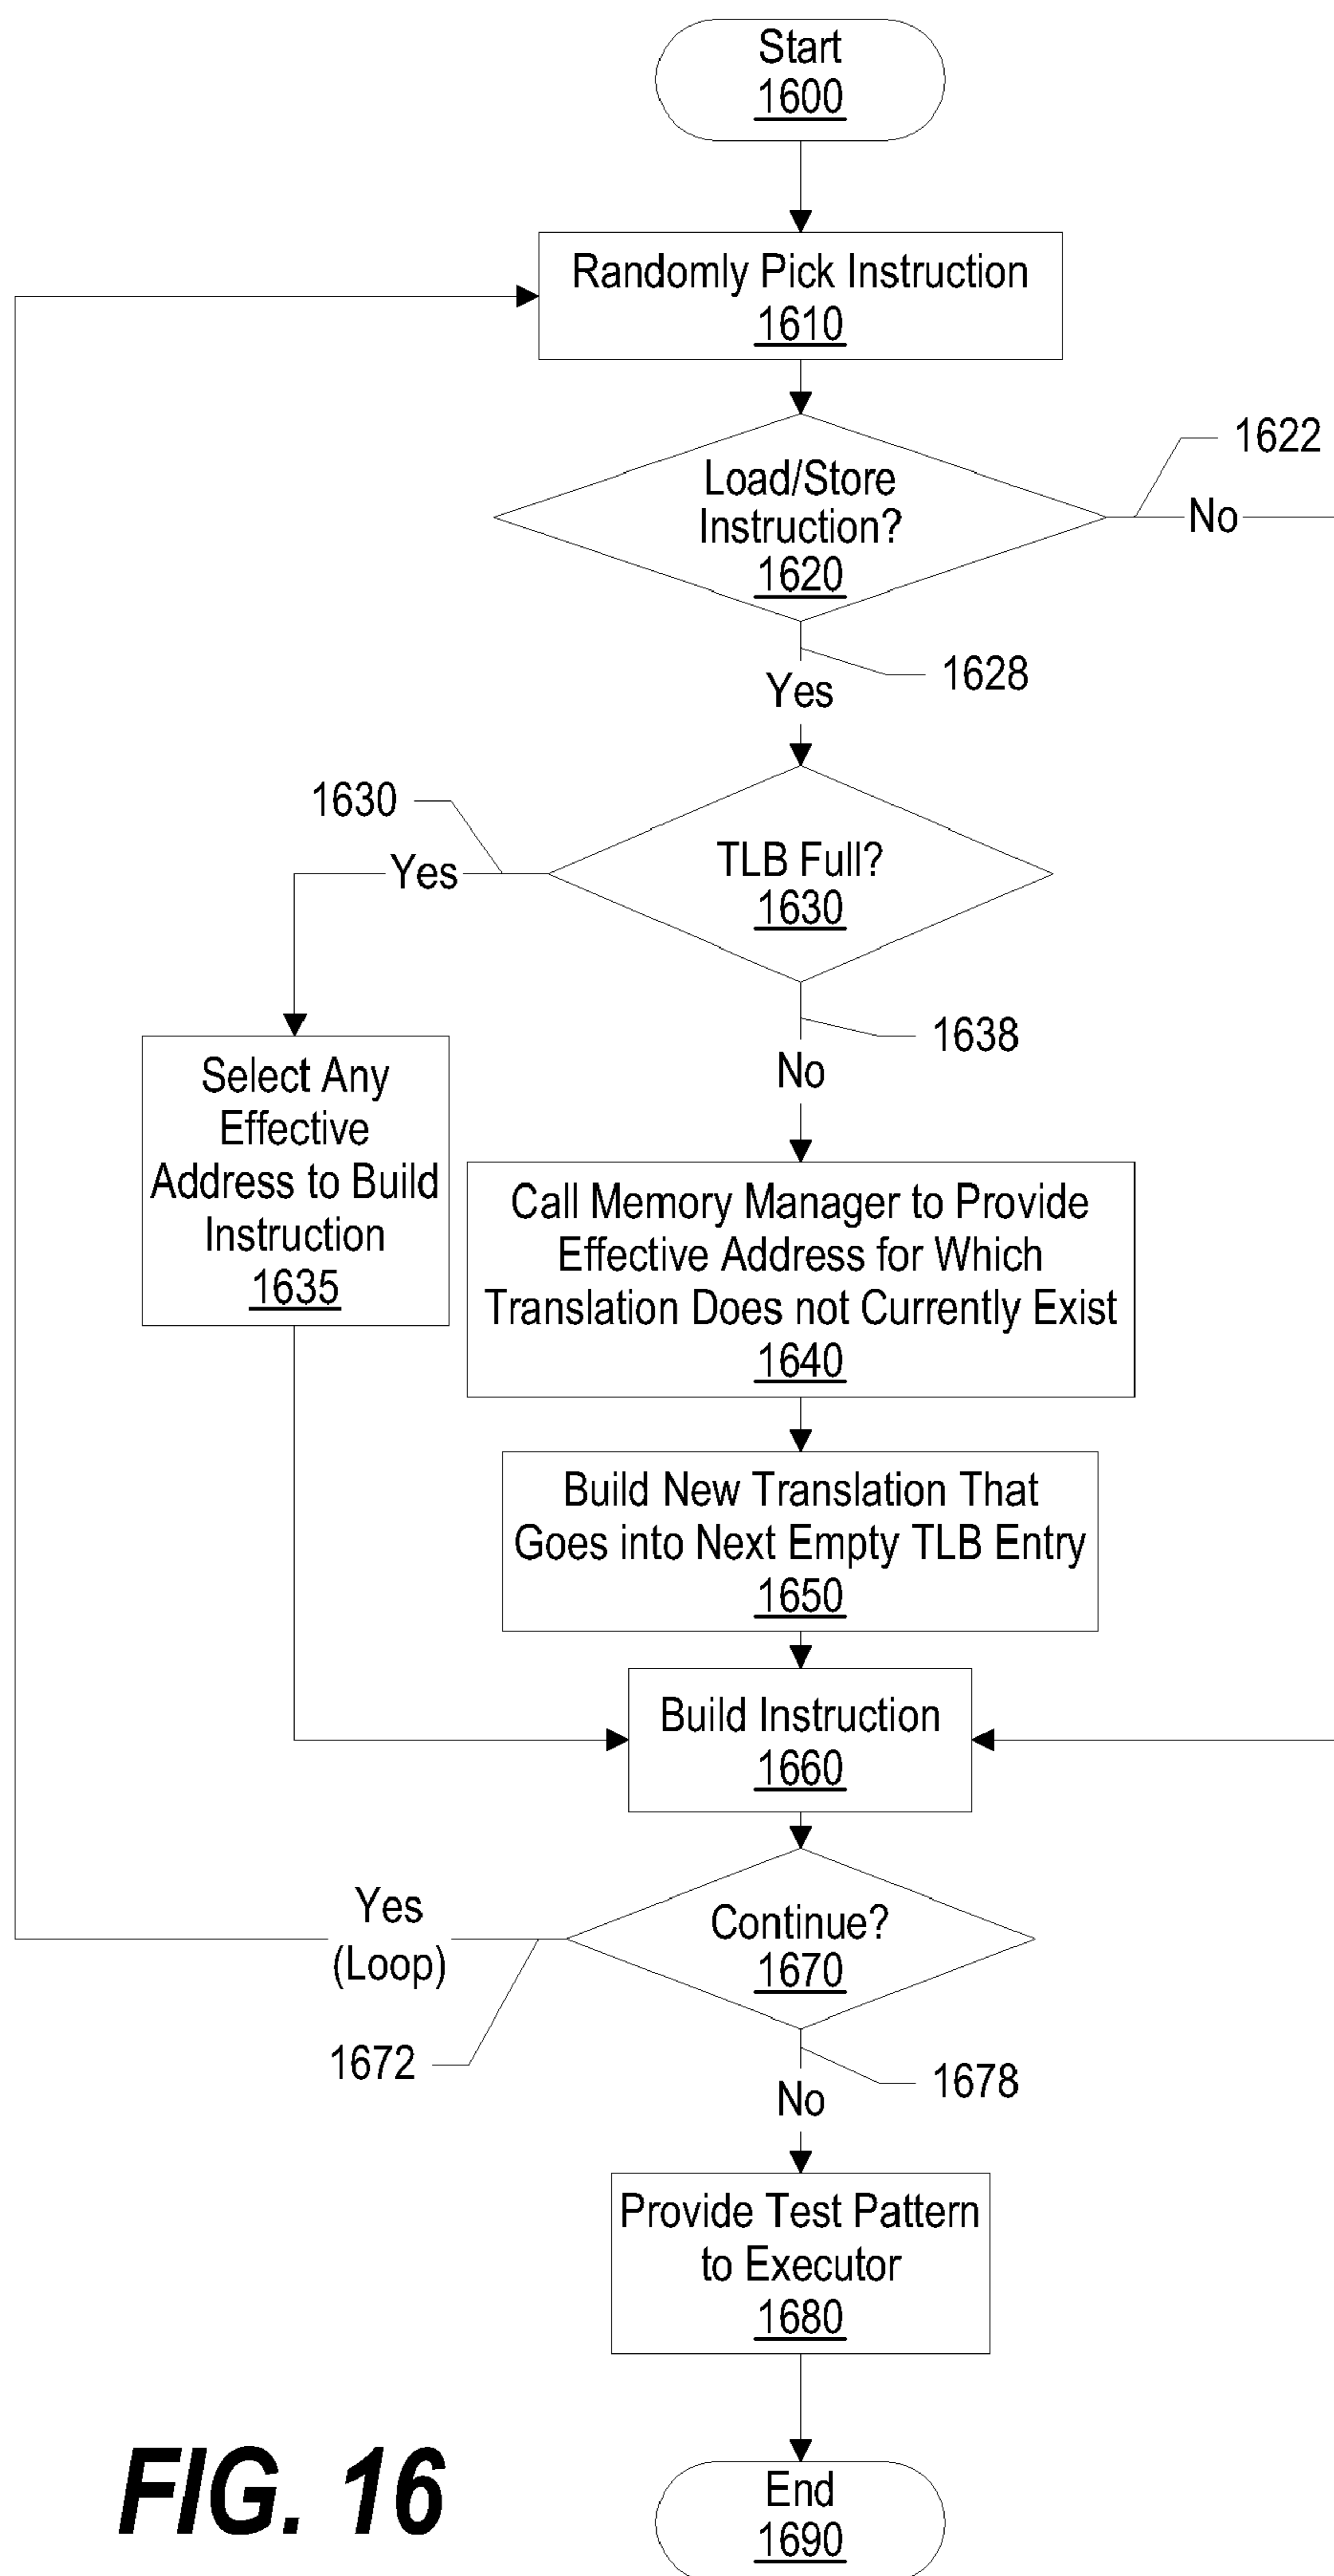 Start
1600
Randomly Pick Instruction
1610
Load/Store
Instruction?
1620
1622
No
1628
Yes
1630
Yes
TLB Full?
1630
1638
No
Select Any
Effective
Address to Build
Instruction
1635
Call Memory Manager to Provide
Effective Address for Which
Translation Does not Currently Exist
1640
Build New Translation That
Goes into Next Empty TLB Entry
1650
Build Instruction
1660
Continue?
1670
Yes
(Loop)
1672
1678
No
Provide Test Pattern
to Executor
1680
End
1690
FIG. 16